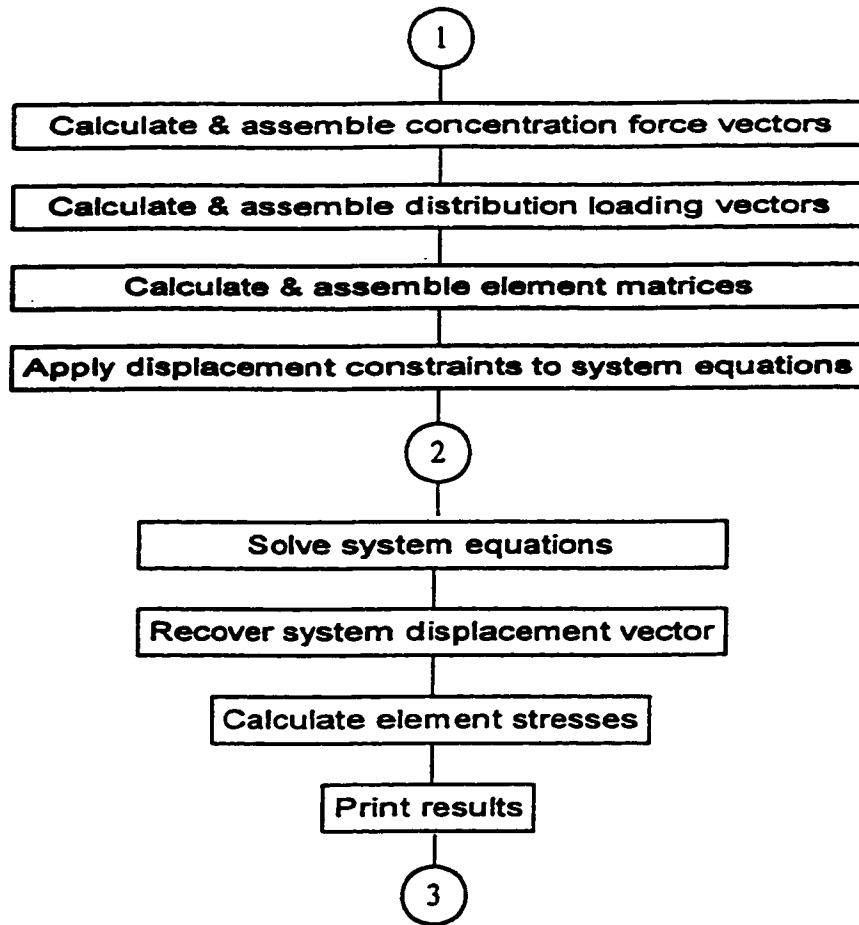 1
Calculate & assemble concentration force vectors
Calculate & assemble distribution loading vectors
Calculate & assemble element matrices
Apply displacement constraints to system equations
2
Solve system equations
Recover system displacement vector
Calculate element stresses
Print results
3